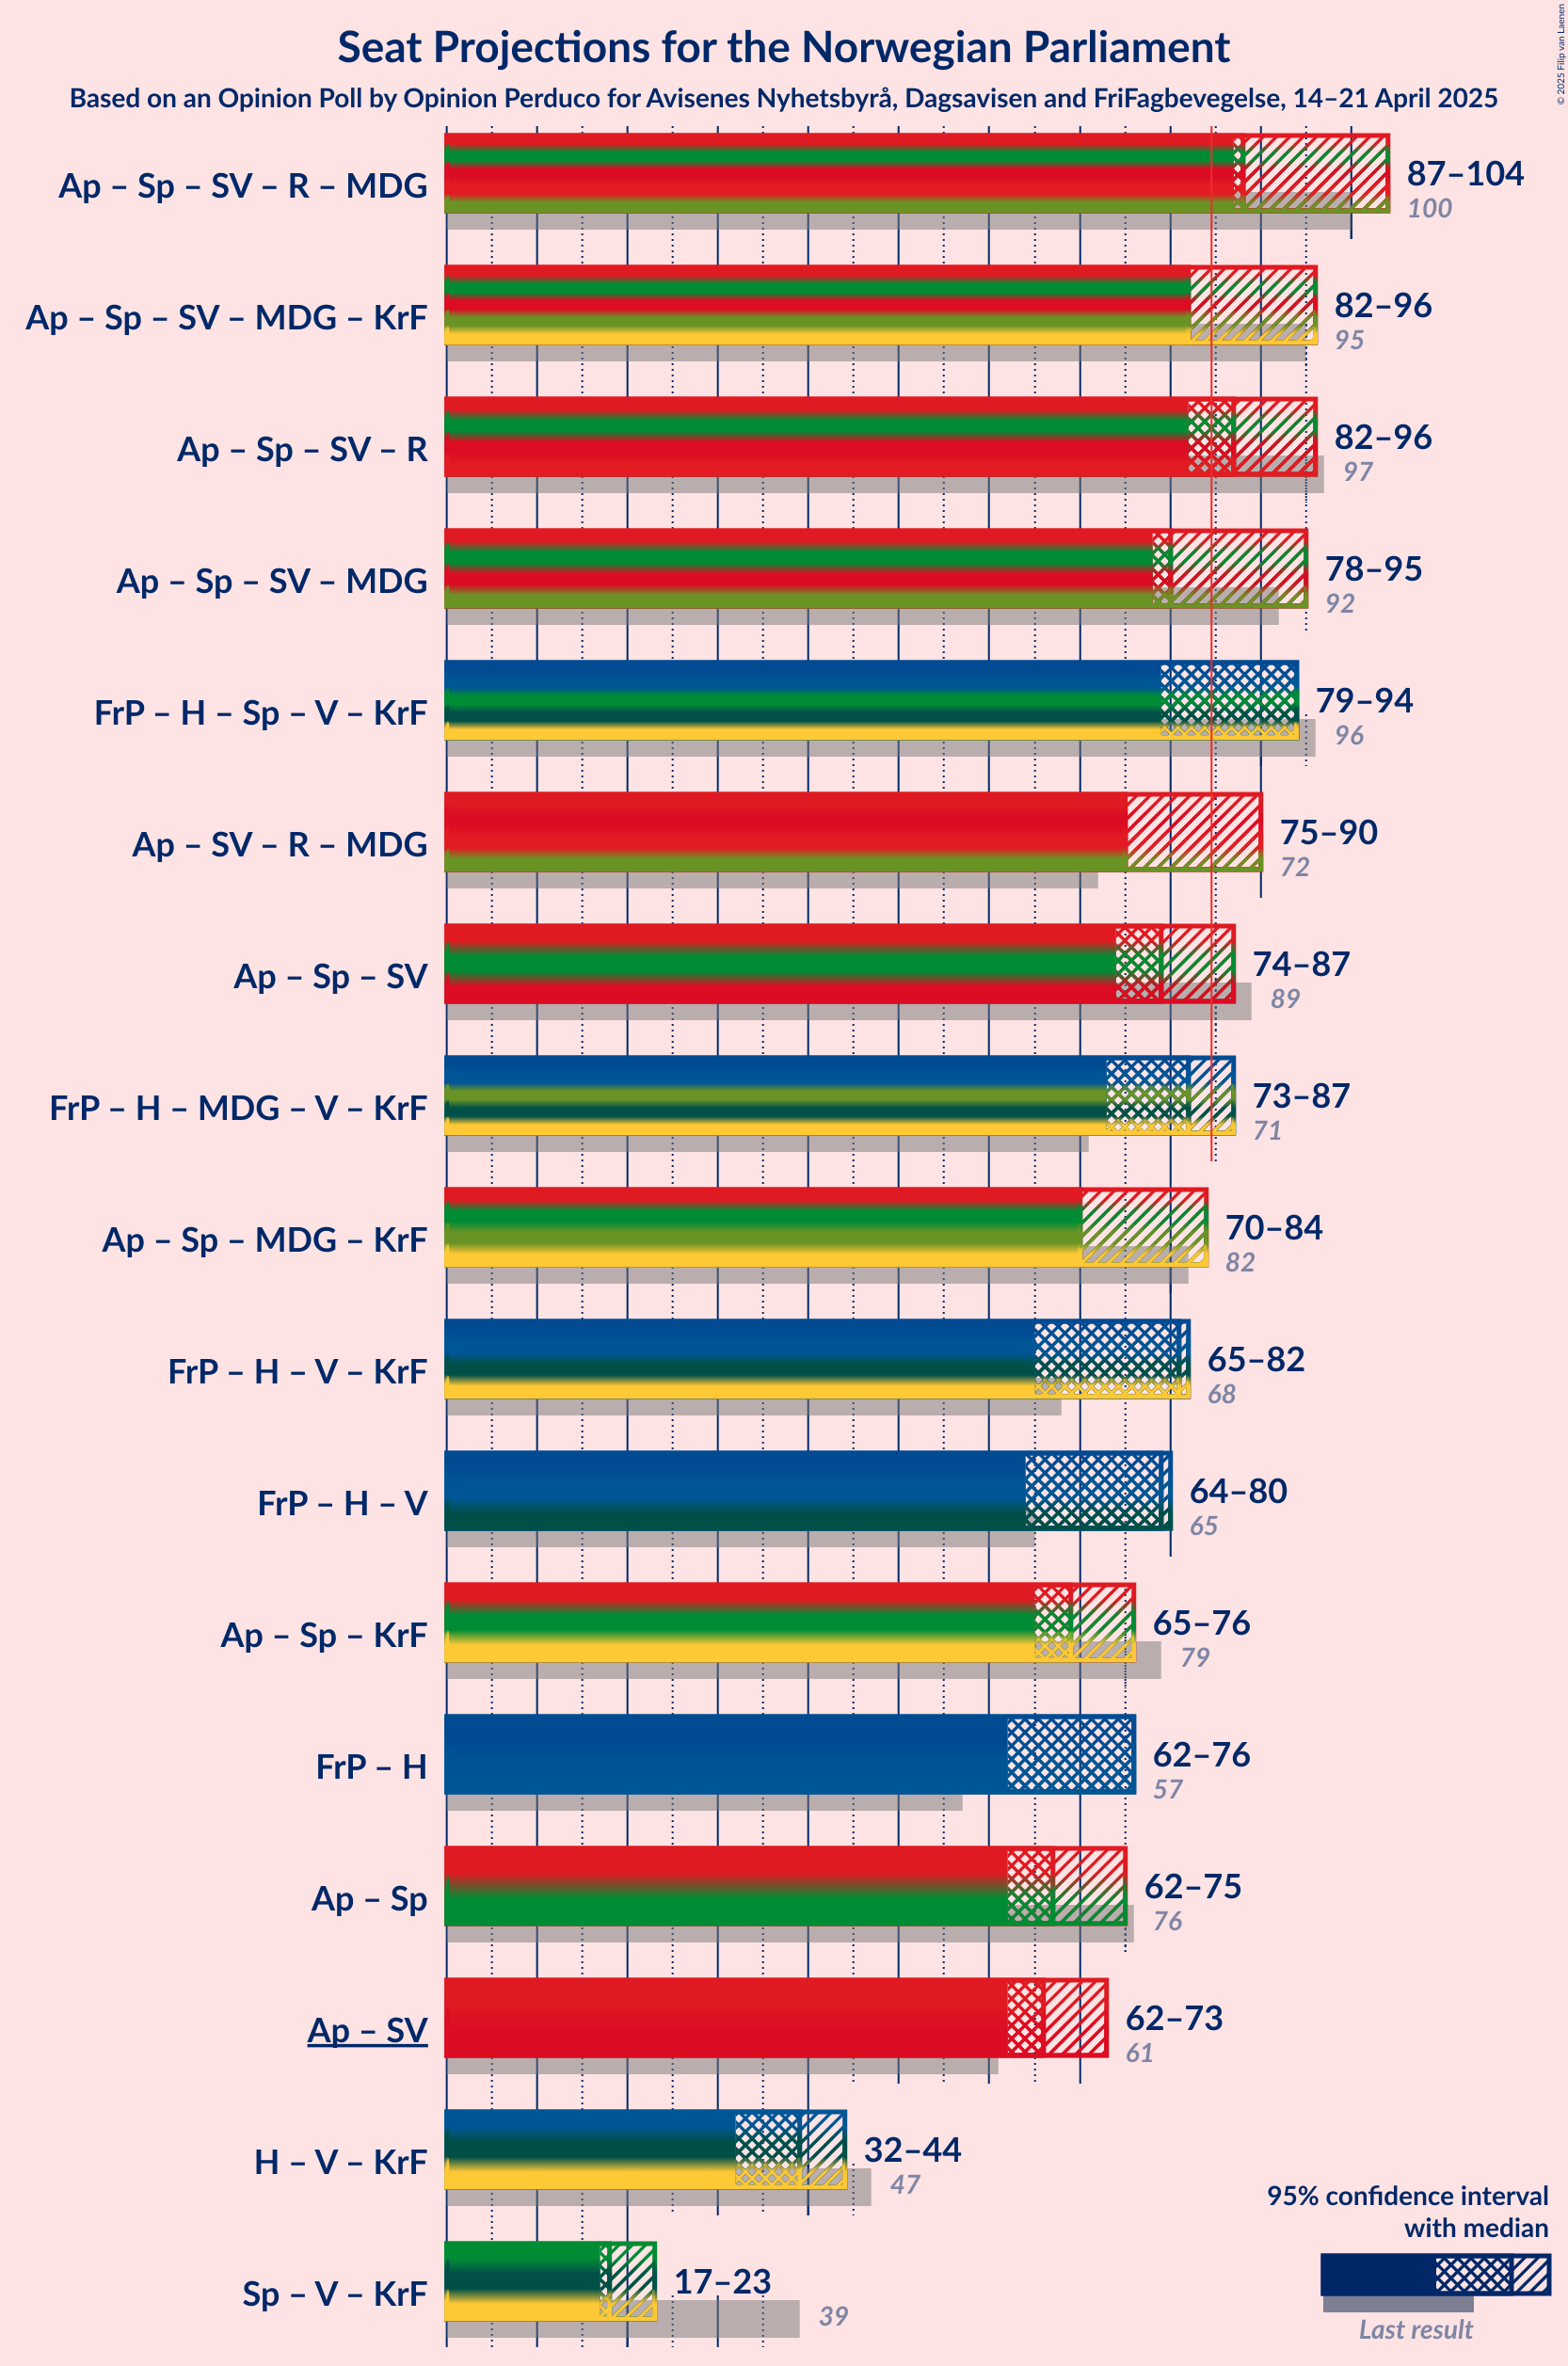 Seat Projections for the Norwegian Parliament
Based on an Opinion Poll by Opinion Perduco for Avisenes Nyhetsbyrå, Dagsavisen and FriFagbevegelse, 14–21 April 2025
© 2025 Filip van Laenen
Ap – Sp – SV – R – MDG
87–104
100
Ap – Sp – SV – MDG – KrF
82–96
95
Ap – Sp – SV – R
82–96
97
Ap – Sp – SV – MDG
78–95
92
FrP – H – Sp – V – KrF
79–94
96
Ap – SV – R – MDG
75–90
72
Ap – Sp – SV
74–87
89
FrP – H – MDG – V – KrF
73–87
71
Ap – Sp – MDG – KrF
70–84
82
FrP – H – V – KrF
65–82
68
FrP – H – V
64–80
65
Ap – Sp – KrF
65–76
79
FrP – H
62–76
57
Ap – Sp
62–75
76
Ap – SV
62–73
61
H – V – KrF
32–44
47
Sp – V – KrF
17–23
39
95% confidence interval
with median
Last result